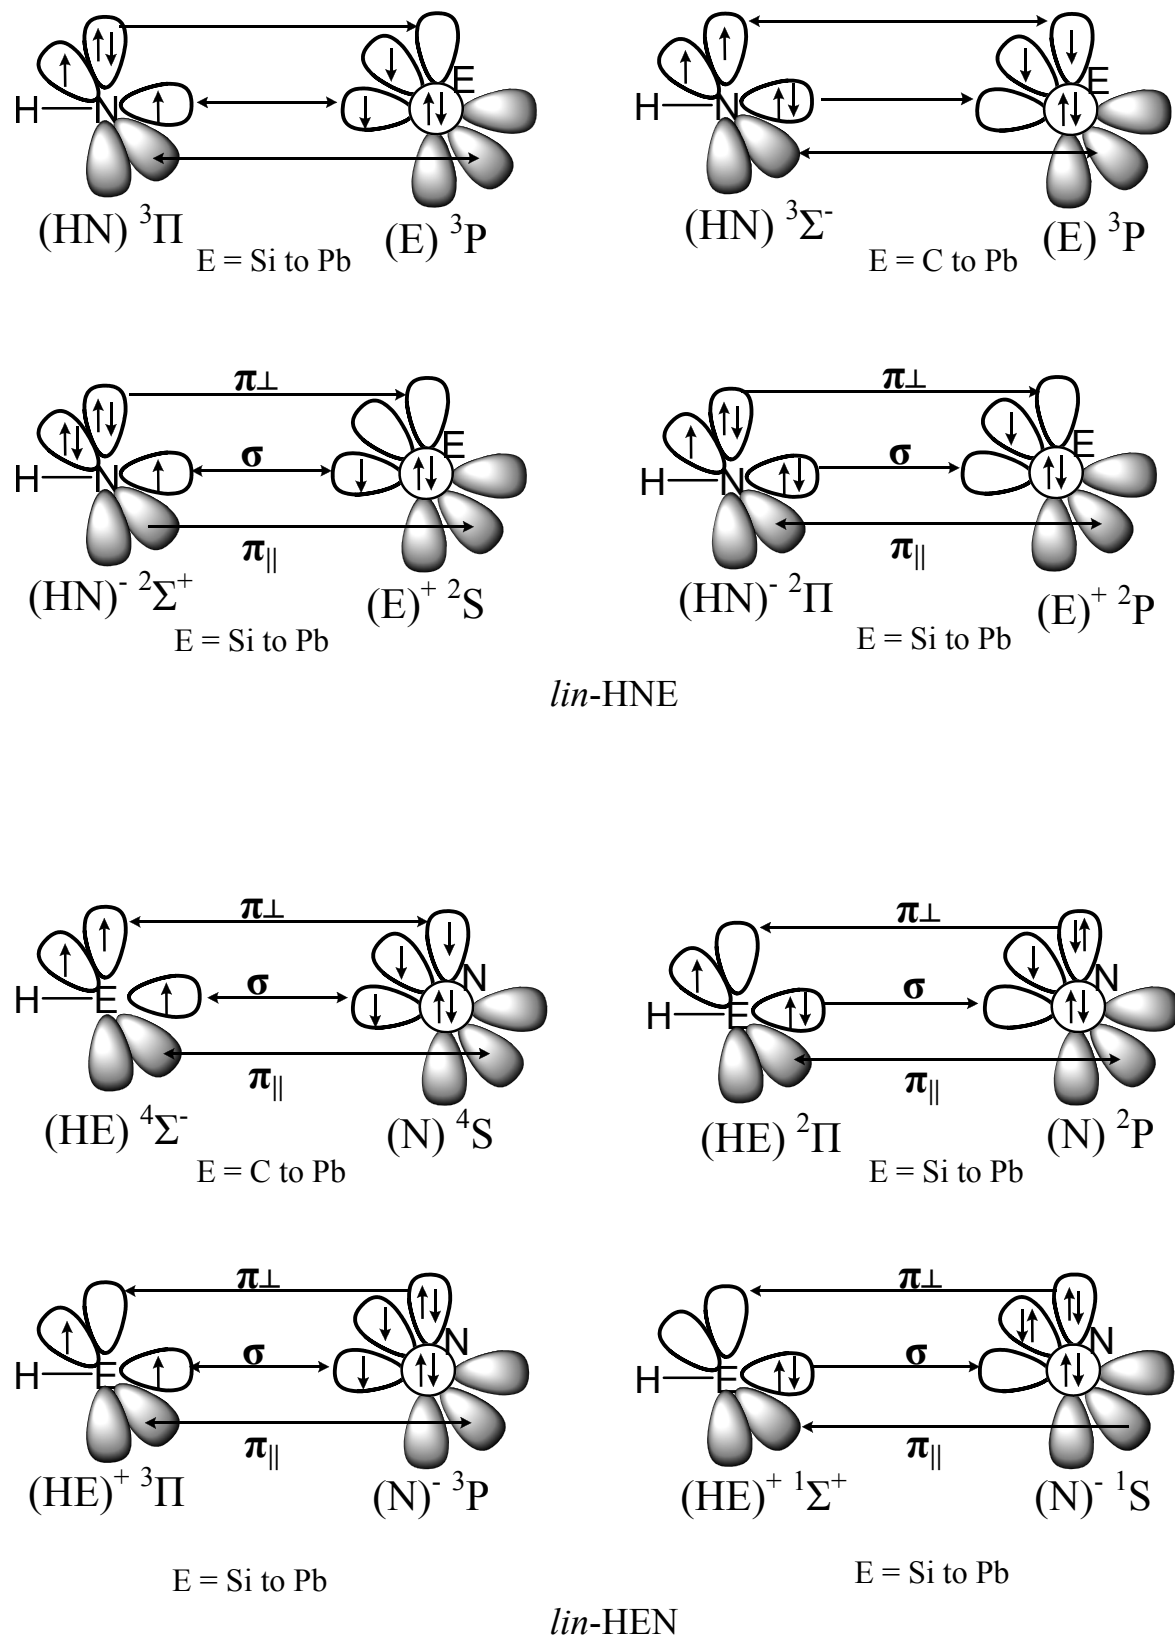 H N E
(HN) ³Π (E) ³P
E = Si to Pb
H N E
(HN) ³Σ⁻ (E) ³P
E = C to Pb
π⊥
H N σ E
π||
(HN)⁻ ²Σ⁺ (E)⁺ ²S
E = Si to Pb
π⊥
H N σ E
π||
(HN)⁻ ²Π (E)⁺ ²P
E = Si to Pb
lin-HNE
π⊥
H E σ N
π||
(HE) ⁴Σ⁻ (N) ⁴S
E = C to Pb
π⊥
H E σ N
π||
(HE) ²Π (N) ²P
E = Si to Pb
π⊥
H E σ N
π||
(HE)⁺ ³Π (N)⁻ ³P
E = Si to Pb
π⊥
H E σ N
π||
(HE)⁺ ¹Σ⁺ (N)⁻ ¹S
E = Si to Pb
lin-HEN